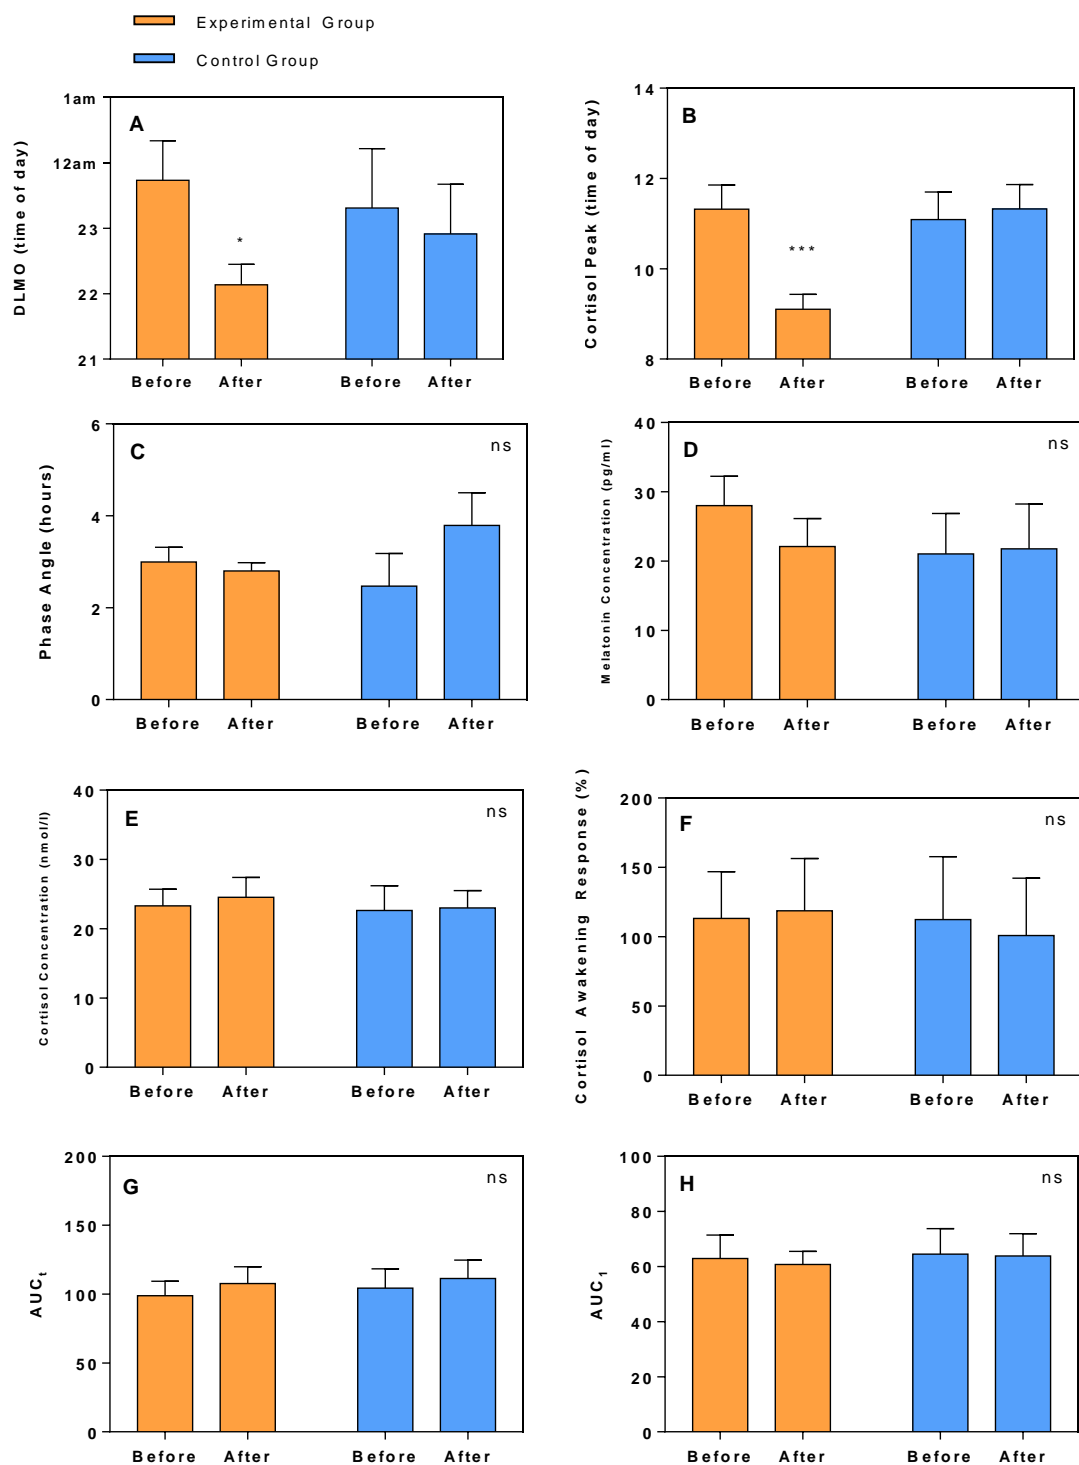 Experimental Group
Control Group
A
DLMO (time of day)
1am
12am
23
22
21
*
Before After Before After
B
Cortisol Peak (time of day)
14
12
10
8
***
Before After Before After
C
ns
Phase Angle (hours)
6
4
2
0
Before After Before After
D
ns
Melatonin Concentration (pg/ml)
40
30
20
10
0
Before After Before After
E
ns
Cortisol Concentration (nmol/l)
40
30
20
10
0
Before After Before After
F
ns
Cortisol Awakening Response (%)
200
150
100
50
0
Before After Before After
G
ns
AUCt
200
150
100
50
0
Before After Before After
H
ns
AUC1
100
80
60
40
20
0
Before After Before After